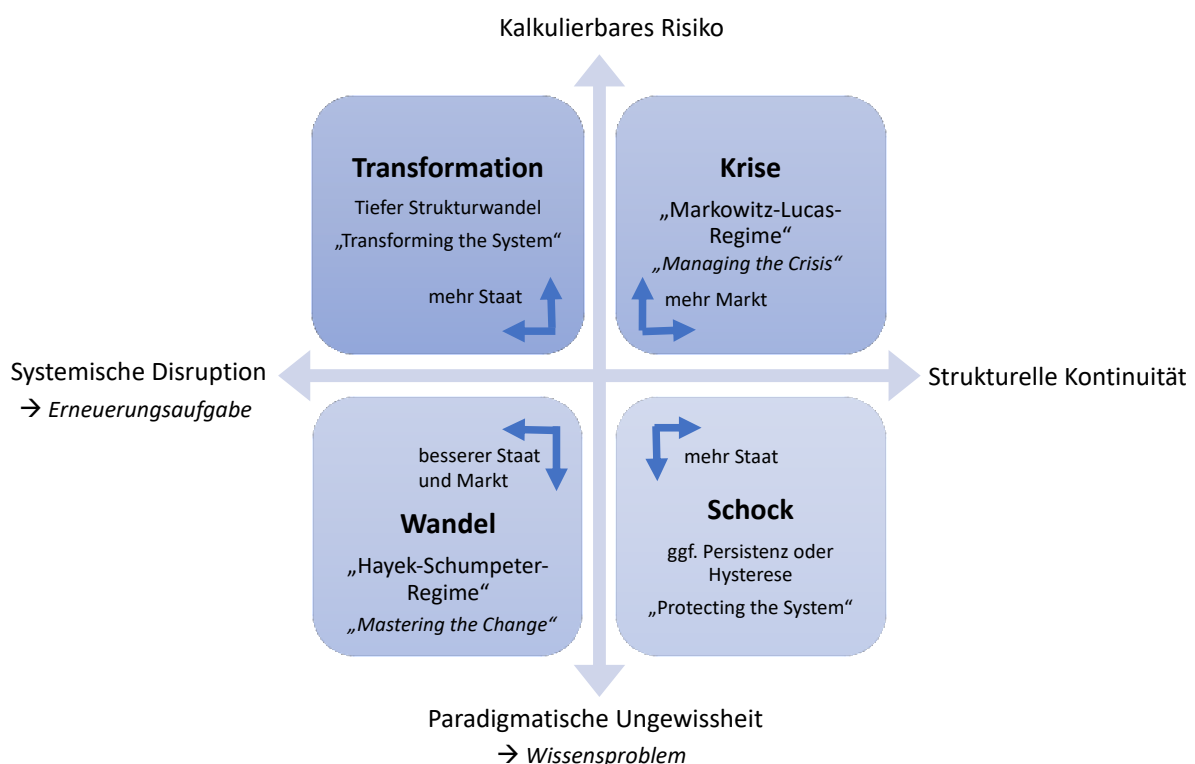 Kalkulierbares Risiko
Transformation
Tiefer Strukturwandel
„Transforming the System“
mehr Staat
Krise
„Markowitz-Lucas-
Regime“
„Managing the Crisis“
mehr Markt
Systemische Disruption
→ Erneuerungsaufgabe
Strukturelle Kontinuität
besserer Staat
und Markt
Wandel
„Hayek-Schumpeter-
Regime“
„Mastering the Change“
mehr Staat
Schock
ggf. Persistenz oder
Hysterese
„Protecting the System“
Paradigmatische Ungewissheit
→ Wissensproblem